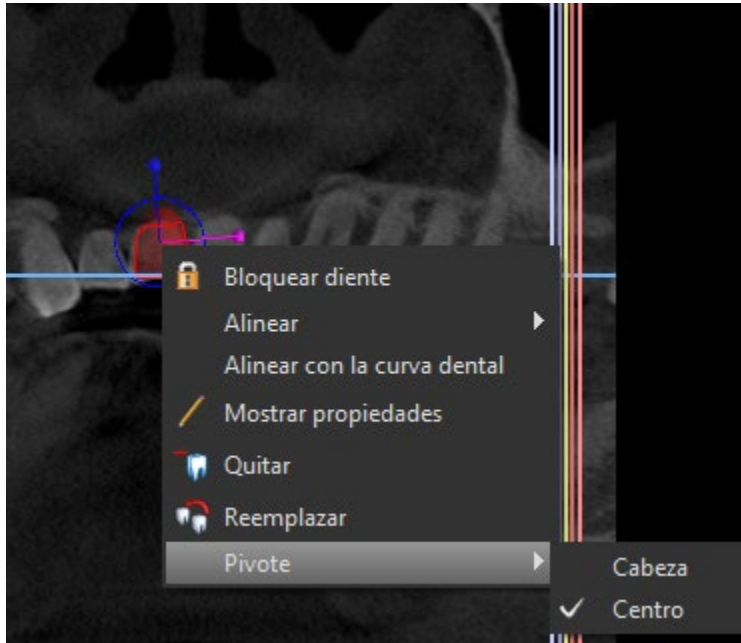 Bloquear diente
Alinear
Alinear con la curva dental
Mostrar propiedades
Quitar
Reemplazar
Pivote
Cabeza
Centro